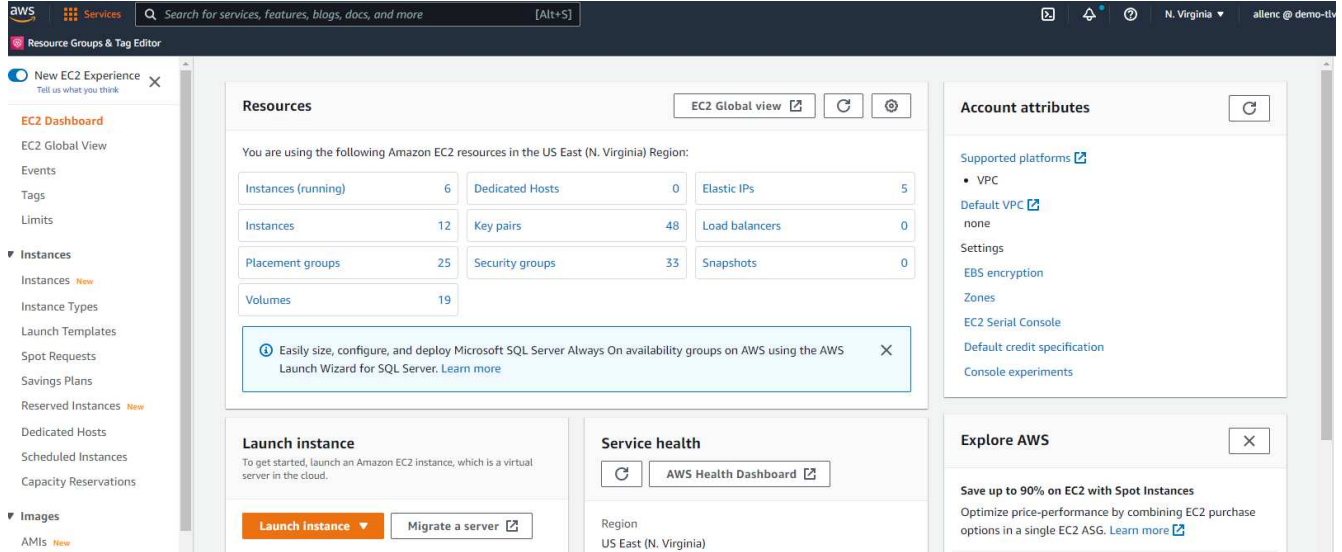 aws
Services
Search for services, features, blogs, docs, and more
[Alt+S]
N. Virginia
allenc @ demo-tlv
Resource Groups & Tag Editor
New EC2 Experience
Tell us what you think
EC2 Dashboard
EC2 Global View
Events
Tags
Limits
Instances
Instances New
Instance Types
Launch Templates
Spot Requests
Savings Plans
Reserved Instances New
Dedicated Hosts
Scheduled Instances
Capacity Reservations
Images
AMIs New
Resources
EC2 Global view
You are using the following Amazon EC2 resources in the US East (N. Virginia) Region:
Instances (running) 6
Dedicated Hosts 0
Elastic IPs 5
Instances 12
Key pairs 48
Load balancers 0
Placement groups 25
Security groups 33
Snapshots 0
Volumes 19
Easily size, configure, and deploy Microsoft SQL Server Always On availability groups on AWS using the AWS
Launch Wizard for SQL Server. Learn more
Launch instance
To get started, launch an Amazon EC2 instance, which is a virtual
server in the cloud.
Launch instance
Migrate a server
Service health
AWS Health Dashboard
Region
US East (N. Virginia)
Account attributes
Supported platforms
• VPC
Default VPC
none
Settings
EBS encryption
Zones
EC2 Serial Console
Default credit specification
Console experiments
Explore AWS
Save up to 90% on EC2 with Spot Instances
Optimize price-performance by combining EC2 purchase
options in a single EC2 ASG. Learn more